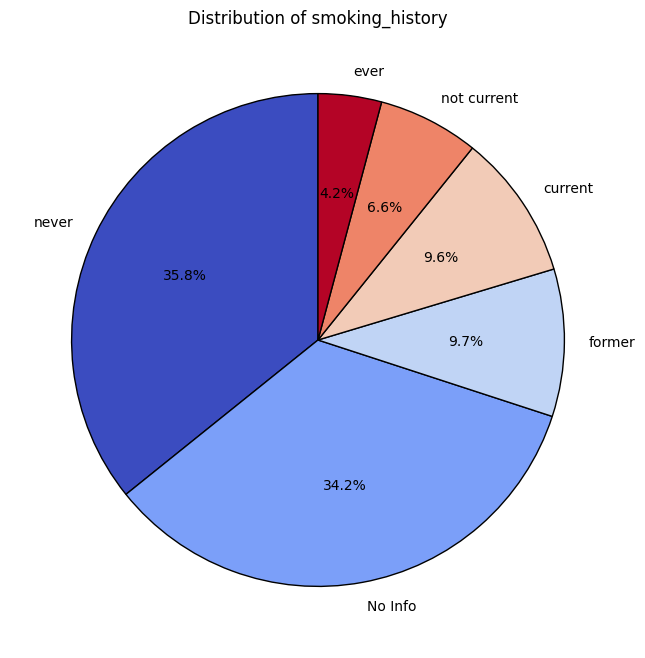 Distribution of smoking_history
ever
not current
current
never
former
No Info
4.2%
6.6%
9.6%
35.8%
9.7%
34.2%